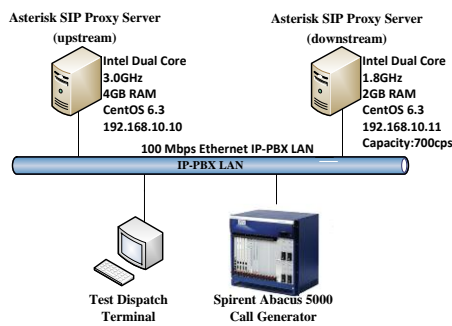 Asterisk SIP Proxy Server
(upstream)
Intel Dual Core
3.0GHz
4GB RAM
CentOS 6.3
192.168.10.10
Asterisk SIP Proxy Server
(downstream)
Intel Dual Core
1.8GHz
2GB RAM
CentOS 6.3
192.168.10.11
Capacity:700cps
100 Mbps Ethernet IP-PBX LAN
IP-PBX LAN
Test Dispatch
Terminal
Spirent Abacus 5000
Call Generator